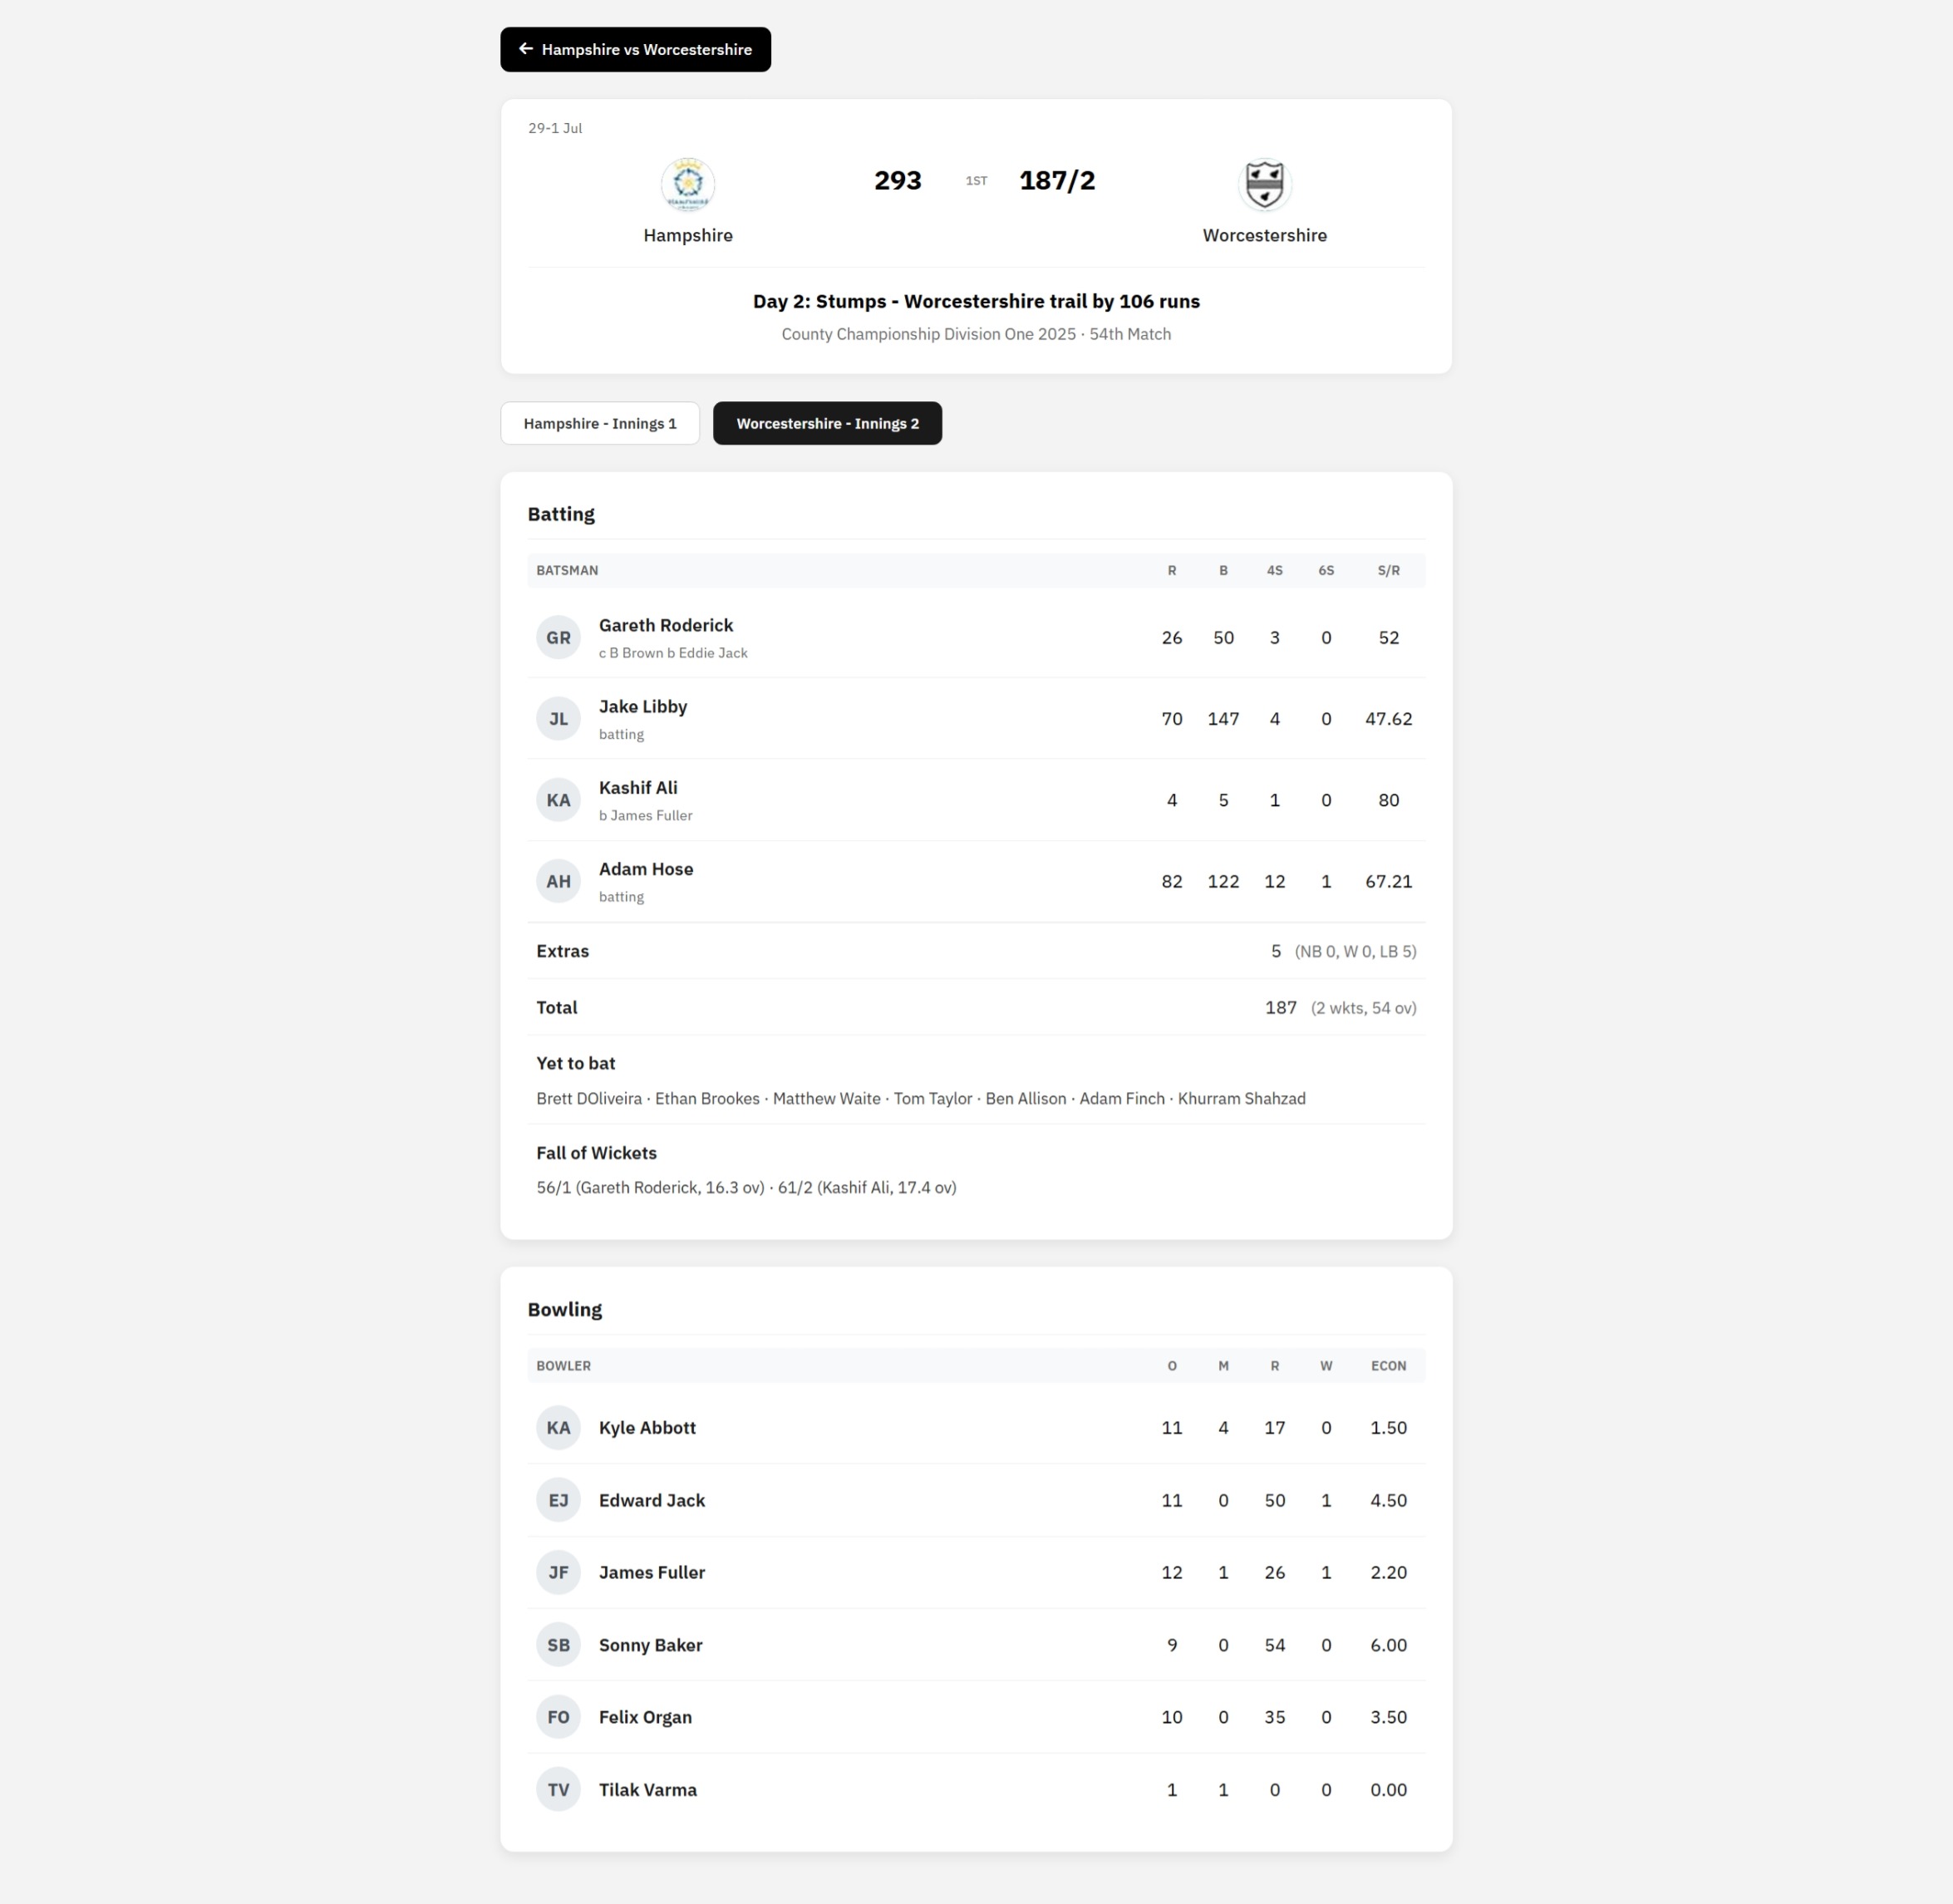 ← Hampshire vs Worcestershire
29-1 Jul
293 1ST 187/2
HAMPSHIRE
Hampshire Worcestershire
Day 2: Stumps - Worcestershire trail by 106 runs
County Championship Division One 2025 · 54th Match
Hampshire - Innings 1 Worcestershire - Innings 2
Batting
BATSMAN R B 4S 6S S/R
GR Gareth Roderick 26 50 3 0 52
c B Brown b Eddie Jack
JL Jake Libby 70 147 4 0 47.62
batting
KA Kashif Ali 4 5 1 0 80
b James Fuller
AH Adam Hose 82 122 12 1 67.21
batting
Extras 5 (NB 0, W 0, LB 5)
Total 187 (2 wkts, 54 ov)
Yet to bat
Brett DOliveira · Ethan Brookes · Matthew Waite · Tom Taylor · Ben Allison · Adam Finch · Khurram Shahzad
Fall of Wickets
56/1 (Gareth Roderick, 16.3 ov) · 61/2 (Kashif Ali, 17.4 ov)
Bowling
BOWLER O M R W ECON
KA Kyle Abbott 11 4 17 0 1.50
EJ Edward Jack 11 0 50 1 4.50
JF James Fuller 12 1 26 1 2.20
SB Sonny Baker 9 0 54 0 6.00
FO Felix Organ 10 0 35 0 3.50
TV Tilak Varma 1 1 0 0 0.00